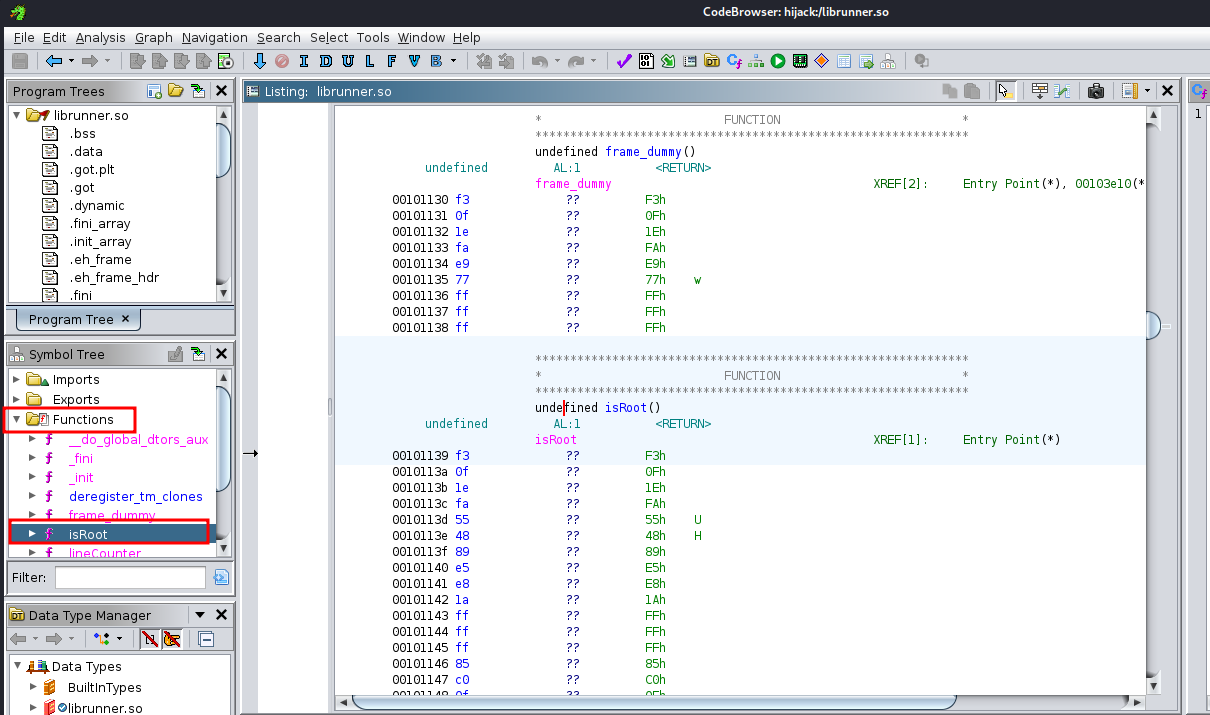 CodeBrowser: hijack:/librunner.so
File Edit Analysis Graph Navigation Search Select Tools Window Help
I D U L F V B
Program Trees
librunner.so
.bss
.data
.got.plt
.got
.dynamic
.fini_array
.init_array
.eh_frame
.eh_frame_hdr
.fini
Program Tree ×
Symbol Tree
Imports
Exports
Functions
f __do_global_dtors_aux
f _fini
f _init
f deregister_tm_clones
f frame_dummy
f isRoot
f lineCounter
Filter:
Data Type Manager
Data Types
BuiltInTypes
librunner.so
Listing: librunner.so
* FUNCTION *
**************************************************************
undefined frame_dummy()
undefined AL:1 <RETURN>
frame_dummy XREF[2]: Entry Point(*), 00103e10(*
00101130 f3 ?? F3h
00101131 0f ?? 0Fh
00101132 1e ?? 1Eh
00101133 fa ?? FAh
00101134 e9 ?? E9h
00101135 77 ?? 77h w
00101136 ff ?? FFh
00101137 ff ?? FFh
00101138 ff ?? FFh
**************************************************************
* FUNCTION *
**************************************************************
undefined isRoot()
undefined AL:1 <RETURN>
isRoot XREF[1]: Entry Point(*)
00101139 f3 ?? F3h
0010113a 0f ?? 0Fh
0010113b 1e ?? 1Eh
0010113c fa ?? FAh
0010113d 55 ?? 55h U
0010113e 48 ?? 48h H
0010113f 89 ?? 89h
00101140 e5 ?? E5h
00101141 e8 ?? E8h
00101142 1a ?? 1Ah
00101143 ff ?? FFh
00101144 ff ?? FFh
00101145 ff ?? FFh
00101146 85 ?? 85h
00101147 c0 ?? C0h
00101148 0f ?? 0Fh
1